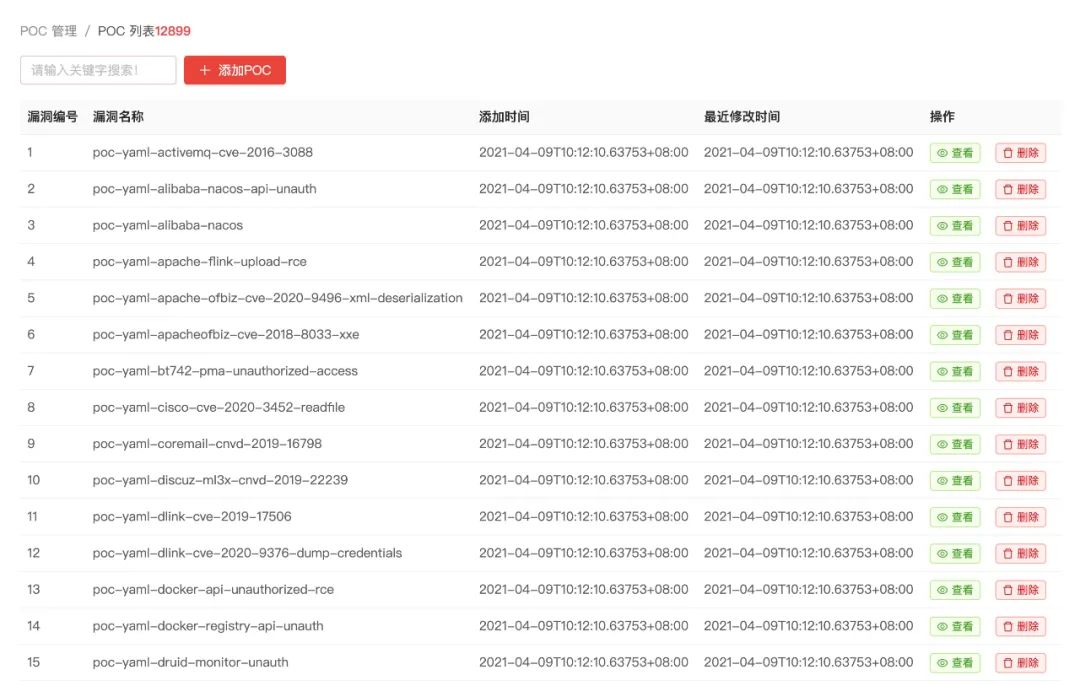 POC 管理 / POC 列表12899
请输入关键字搜索! + 添加POC
漏洞编号 漏洞名称 添加时间 最近修改时间 操作
1 poc-yaml-activemq-cve-2016-3088 2021-04-09T10:12:10.63753+08:00 2021-04-09T10:12:10.63753+08:00 查看 删除
2 poc-yaml-alibaba-nacos-api-unauth 2021-04-09T10:12:10.63753+08:00 2021-04-09T10:12:10.63753+08:00 查看 删除
3 poc-yaml-alibaba-nacos 2021-04-09T10:12:10.63753+08:00 2021-04-09T10:12:10.63753+08:00 查看 删除
4 poc-yaml-apache-flink-upload-rce 2021-04-09T10:12:10.63753+08:00 2021-04-09T10:12:10.63753+08:00 查看 删除
5 poc-yaml-apache-ofbiz-cve-2020-9496-xml-deserialization 2021-04-09T10:12:10.63753+08:00 2021-04-09T10:12:10.63753+08:00 查看 删除
6 poc-yaml-apacheofbiz-cve-2018-8033-xxe 2021-04-09T10:12:10.63753+08:00 2021-04-09T10:12:10.63753+08:00 查看 删除
7 poc-yaml-bt742-pma-unauthorized-access 2021-04-09T10:12:10.63753+08:00 2021-04-09T10:12:10.63753+08:00 查看 删除
8 poc-yaml-cisco-cve-2020-3452-readfile 2021-04-09T10:12:10.63753+08:00 2021-04-09T10:12:10.63753+08:00 查看 删除
9 poc-yaml-coremail-cnvd-2019-16798 2021-04-09T10:12:10.63753+08:00 2021-04-09T10:12:10.63753+08:00 查看 删除
10 poc-yaml-discuz-ml3x-cnvd-2019-22239 2021-04-09T10:12:10.63753+08:00 2021-04-09T10:12:10.63753+08:00 查看 删除
11 poc-yaml-dlink-cve-2019-17506 2021-04-09T10:12:10.63753+08:00 2021-04-09T10:12:10.63753+08:00 查看 删除
12 poc-yaml-dlink-cve-2020-9376-dump-credentials 2021-04-09T10:12:10.63753+08:00 2021-04-09T10:12:10.63753+08:00 查看 删除
13 poc-yaml-docker-api-unauthorized-rce 2021-04-09T10:12:10.63753+08:00 2021-04-09T10:12:10.63753+08:00 查看 删除
14 poc-yaml-docker-registry-api-unauth 2021-04-09T10:12:10.63753+08:00 2021-04-09T10:12:10.63753+08:00 查看 删除
15 poc-yaml-druid-monitor-unauth 2021-04-09T10:12:10.63753+08:00 2021-04-09T10:12:10.63753+08:00 查看 删除